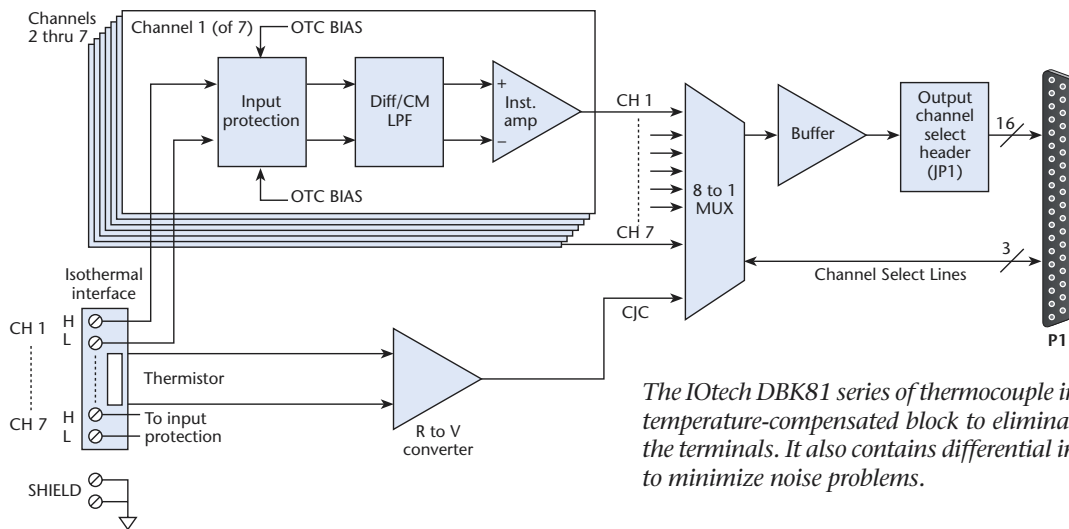 Channels
2 thru 7
Channel 1 (of 7)
OTC BIAS
Input
protection
Diff/CM
LPF
+
Inst.
amp
–
OTC BIAS
CH 1
CH 7
8 to 1
MUX
Buffer
Output
channel
select
header
(JP1)
16
3
Channel Select Lines
P1
CJC
Isothermal
interface
CH 1
H
L
Thermistor
CH 7
H
L
To input
protection
R to V
converter
SHIELD
The IOtech DBK81 series of thermocouple in
temperature-compensated block to elimina
the terminals. It also contains differential in
to minimize noise problems.